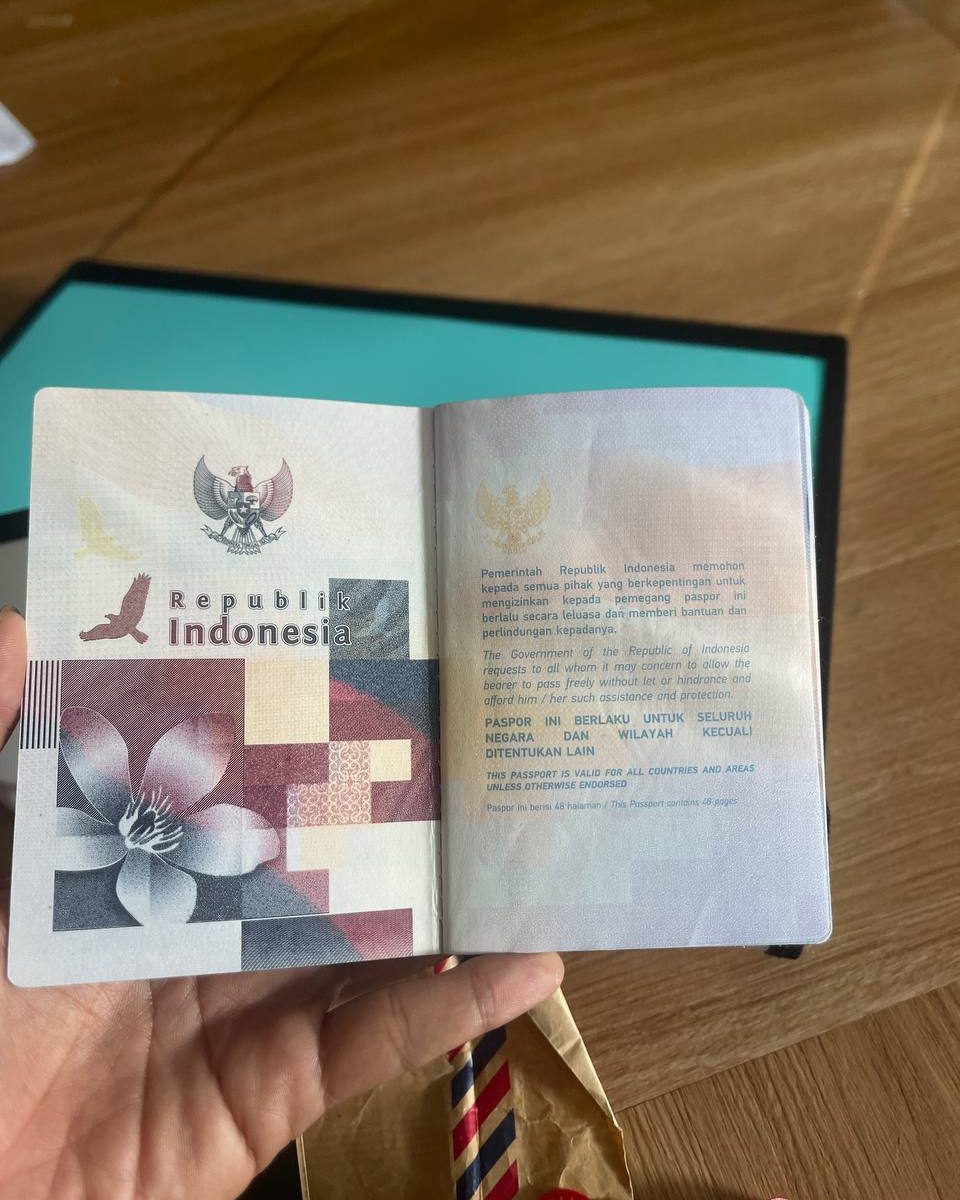 Republik
Indonesia
Pemerintah Republik Indonesia memohon
kepada semua pihak yang berkepentingan untuk
mengizinkan kepada pemegang paspor ini
berlalu secara leluasa dan memberi bantuan dan
perlindungan kepadanya.
The Government of the Republic of Indonesia
requests to all whom it may concern to allow the
bearer to pass freely without let or hindrance and
afford him / her such assistance and protection.
PASPOR INI BERLAKU UNTUK SELURUH
NEGARA DAN WILAYAH KECUALI
DITENTUKAN LAIN
THIS PASSPORT IS VALID FOR ALL COUNTRIES AND AREAS
UNLESS OTHERWISE ENDORSED
Paspor ini berisi 48 halaman / This Passport contains 48 pages